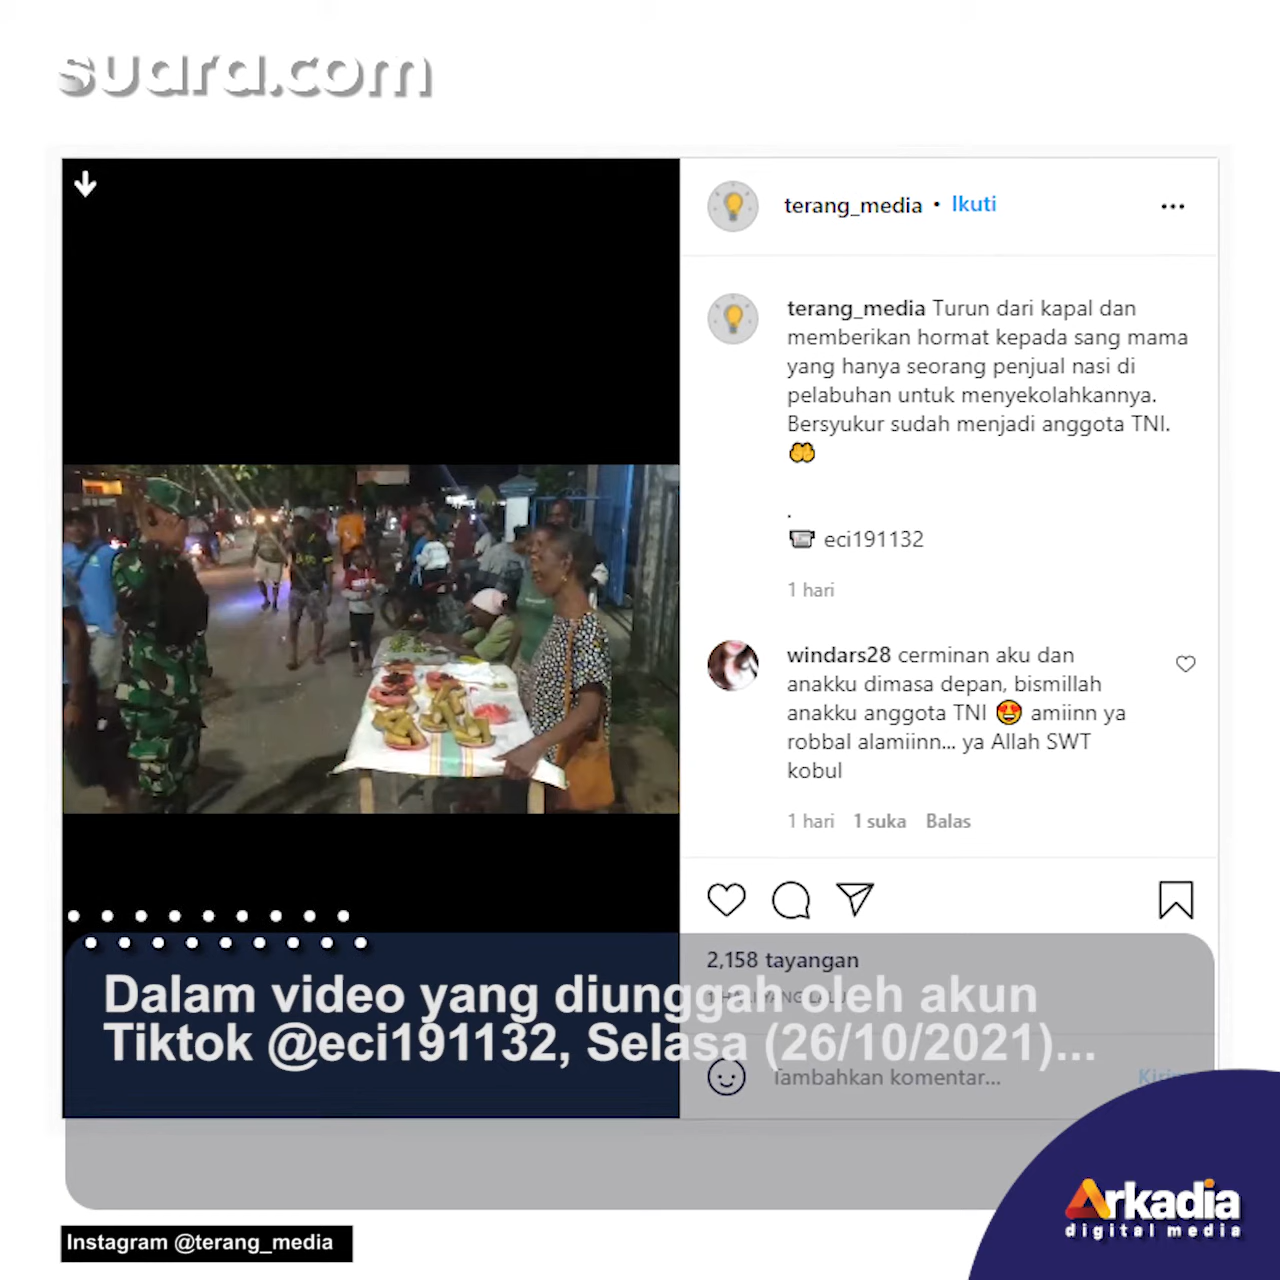 suara.com
terang_media • Ikuti
terang_media Turun dari kapal dan
memberikan hormat kepada sang mama
yang hanya seorang penjual nasi di
pelabuhan untuk menyekolahkannya.
Bersyukur sudah menjadi anggota TNI.
🤲
.
📹 eci191132
1 hari
windars28 cerminan aku dan
anakku dimasa depan, bismillah
anakku anggota TNI 😍 amiinn ya
robbal alamiinn... ya Allah SWT
kobul
1 hari 1 suka Balas
2,158 tayangan
1 HARI YANG LALU
Dalam video yang diunggah oleh akun
Tiktok @eci191132, Selasa (26/10/2021)...
Tambahkan komentar...
Instagram @terang_media
Arkadia
digital media